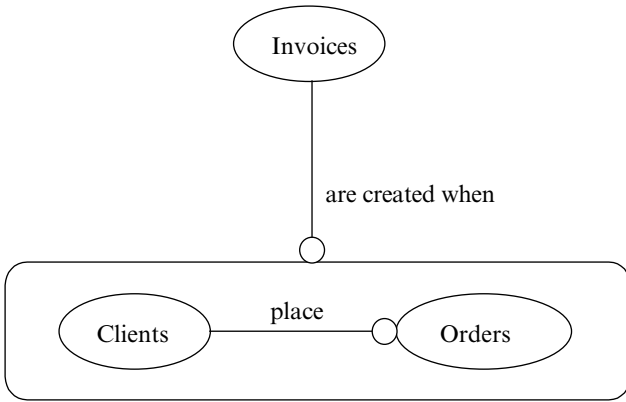 Invoices
are created when
place
Clients
Orders